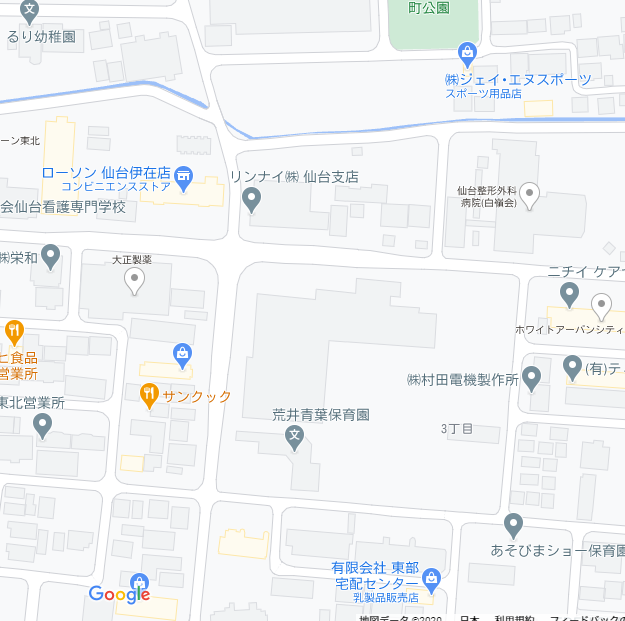 町公園
文
るり幼稚園
㈱ジェイ・エヌスポーツ
スポーツ用品店
ーン東北
ローソン 仙台伊在店
コンビニエンスストア
リンナイ㈱ 仙台支店
仙台整形外科
病院(白嶺会)
会仙台看護専門学校
㈱栄和
大正製薬
ニチイ ケア
ホワイトアーバンシティ
ヒ食品
営業所
㈱村田電機製作所
(有)テ
サンクック
東北営業所
荒井青葉保育園
文
3丁目
あそびまショー保育園
有限会社 東部
宅配センター
乳製品販売店
Google
地図データ ©2020
日本
利用規約
フィードバックの